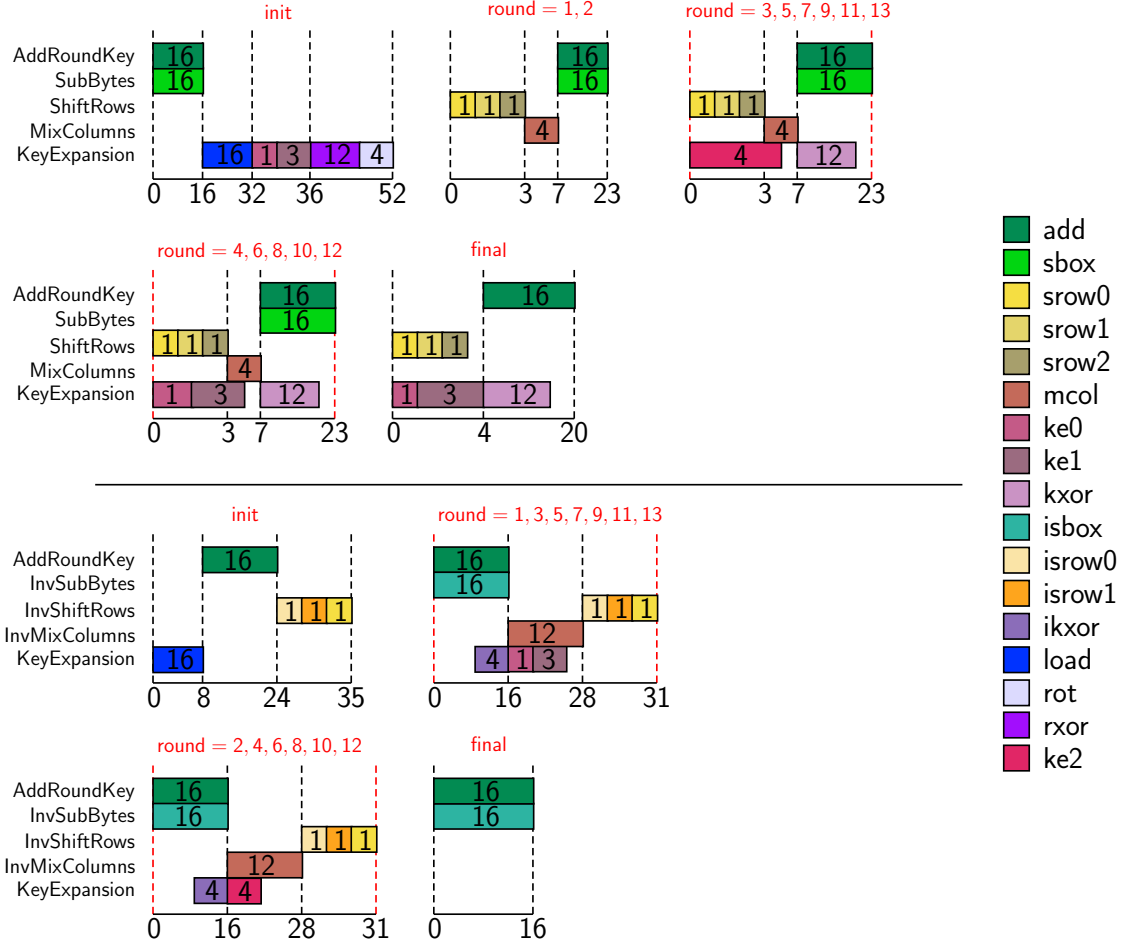 init
round = 1, 2
round = 3, 5, 7, 9, 11, 13
AddRoundKey 16 16 16
SubBytes 16 16 16
ShiftRows 1 1 1 1 1 1
MixColumns 4 4
KeyExpansion 16 1 3 12 4 4 12
0 16 32 36 52 0 3 7 23 0 3 7 23
round = 4, 6, 8, 10, 12
final
AddRoundKey 16 16
SubBytes 16
ShiftRows 1 1 1 1 1 1
MixColumns 4
KeyExpansion 1 3 12 1 3 12
0 3 7 23 0 4 20
add
sbox
srow0
srow1
srow2
mcol
ke0
ke1
kxor
isbox
isrow0
isrow1
ikxor
load
rot
rxor
ke2
init
round = 1, 3, 5, 7, 9, 11, 13
AddRoundKey 16 16
InvSubBytes 16
InvShiftRows 1 1 1 1 1 1
InvMixColumns 12
KeyExpansion 16 4 1 3
0 8 24 35 0 16 28 31
round = 2, 4, 6, 8, 10, 12
final
AddRoundKey 16 16
InvSubBytes 16 16
InvShiftRows 1 1 1
InvMixColumns 12
KeyExpansion 4 4
0 16 28 31 0 16